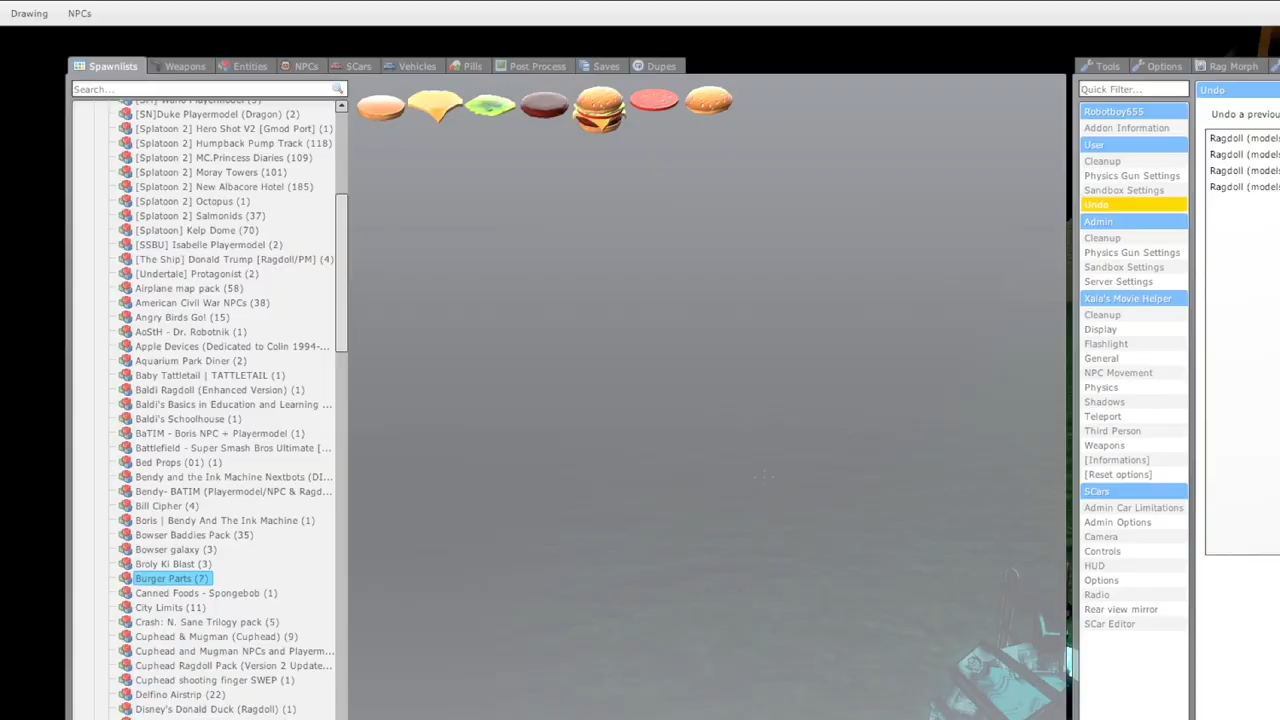 Drawing NPCs
Spawnlists Weapons Entities NPCs SCars Vehicles Pills Post Process Saves Dupes
Tools Options Rag Morph
Search...
Quick Filter...
Undo
[SN]Duke Playermodel (Dragon) (2)
[Splatoon 2] Hero Shot V2 [Gmod Port] (1)
[Splatoon 2] Humpback Pump Track (118)
[Splatoon 2] MC.Princess Diaries (109)
[Splatoon 2] Moray Towers (101)
[Splatoon 2] New Albacore Hotel (185)
[Splatoon 2] Octopus (1)
[Splatoon 2] Salmonids (37)
[Splatoon] Kelp Dome (70)
[SSBU] Isabelle Playermodel (2)
[The Ship] Donald Trump [Ragdoll/PM] (4)
[Undertale] Protagonist (2)
Airplane map pack (58)
American Civil War NPCs (38)
Angry Birds Go! (15)
AoStH - Dr. Robotnik (1)
Apple Devices (Dedicated to Colin 1994-...
Aquarium Park Diner (2)
Baby Tattletail | TATTLETAIL (1)
Baldi Ragdoll (Enhanced Version) (1)
Baldi's Basics in Education and Learning ...
Baldi's Schoolhouse (1)
BaTIM - Boris NPC + Playermodel (1)
Battlefield - Super Smash Bros Ultimate [...
Bed Props (01) (1)
Bendy and the Ink Machine Nextbots (DI...
Bendy- BATIM (Playermodel/NPC & Ragd...
Bill Cipher (4)
Boris | Bendy And The Ink Machine (1)
Bowser Baddies Pack (35)
Bowser galaxy (3)
Broly Ki Blast (3)
Burger Parts (7)
Canned Foods - Spongebob (1)
City Limits (11)
Crash: N. Sane Trilogy pack (5)
Cuphead & Mugman (Cuphead) (9)
Cuphead and Mugman NPCs and Playerm...
Cuphead Ragdoll Pack (Version 2 Update...
Cuphead shooting finger SWEP (1)
Delfino Airstrip (22)
Disney's Donald Duck (Ragdoll) (1)
Robotboy655
Addon Information
User
Cleanup
Physics Gun Settings
Sandbox Settings
Undo
Admin
Cleanup
Physics Gun Settings
Sandbox Settings
Server Settings
Xala's Movie Helper
Cleanup
Display
Flashlight
General
NPC Movement
Physics
Shadows
Teleport
Third Person
Weapons
[Informations]
[Reset options]
SCars
Admin Car Limitations
Admin Options
Camera
Controls
HUD
Options
Radio
Rear view mirror
SCar Editor
Undo a previou
Ragdoll (models
Ragdoll (models
Ragdoll (models
Ragdoll (models